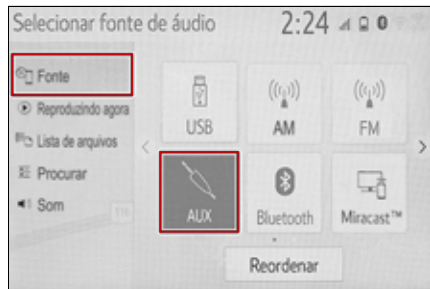 Selecionar fonte de áudio 2:24
Fonte
Reproduzindo agora
Lista de arquivos
Procurar
Som
USB
AM
FM
AUX
Bluetooth
Miracast™
Reordenar